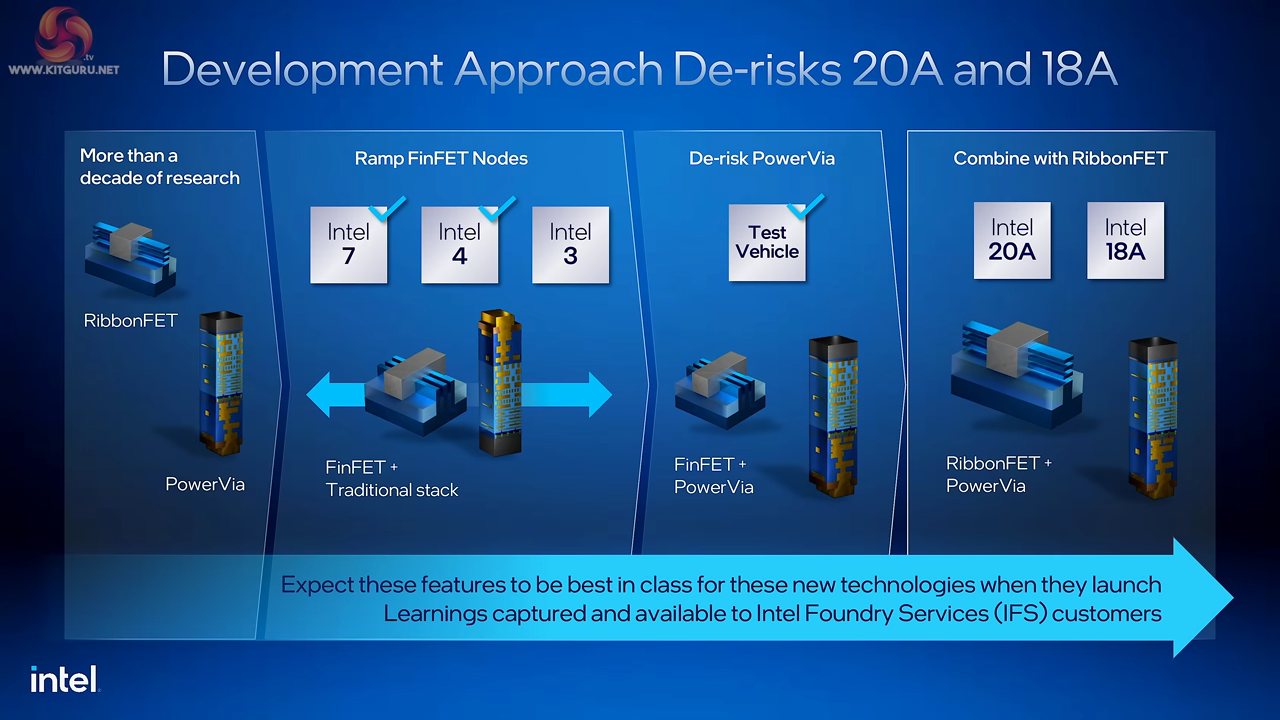 .tv
WWW.KITGURU.NET
Development Approach De-risks 20A and 18A
More than a
decade of research
RibbonFET
PowerVia
Ramp FinFET Nodes
Intel
7
Intel
4
Intel
3
FinFET +
Traditional stack
De-risk PowerVia
Test
Vehicle
FinFET +
PowerVia
Combine with RibbonFET
Intel
20A
Intel
18A
RibbonFET +
PowerVia
Expect these features to be best in class for these new technologies when they launch
Learnings captured and available to Intel Foundry Services (IFS) customers
intel.